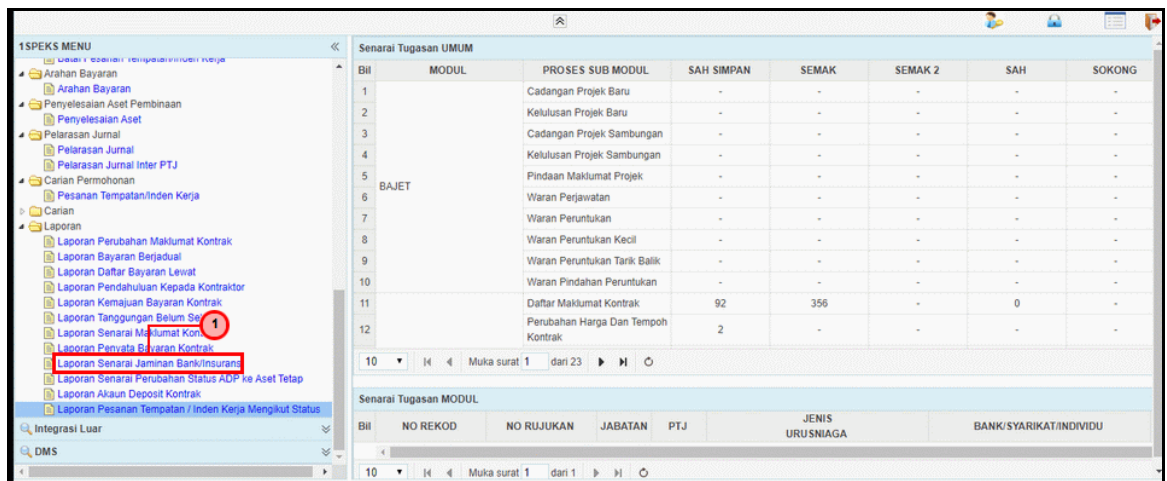 1SPEKS MENU
Arahan Bayaran
Arahan Bayaran
Penyelesaian Aset Pembinaan
Penyelesaian Aset
Pelarasan Jurnal
Pelarasan Jurnal
Pelarasan Jurnal Inter PTJ
Carian Permohonan
Pesanan Tempatan/Inden Kerja
Carian
Laporan
Laporan Perubahan Maklumat Kontrak
Laporan Bayaran Berjadual
Laporan Daftar Bayaran Lewat
Laporan Pendahuluan Kepada Kontraktor
Laporan Kemajuan Bayaran Kontrak
Laporan Tanggungan Belum
1
Laporan Senarai Maklumat
Laporan Penyata Bayaran Kontrak
Laporan Senarai Jaminan Bank/Insurans
Laporan Senarai Perubahan Status ADP ke Aset Tetap
Laporan Akaun Deposit Kontrak
Laporan Pesanan Tempatan / Inden Kerja Mengikut Status
Integrasi Luar
DMS
Senarai Tugasan UMUM
Bil MODUL PROSES SUB MODUL SAH SIMPAN SEMAK SEMAK 2 SAH SOKONG
1 Cadangan Projek Baru - - - - -
2 Kelulusan Projek Baru - - - - -
3 Cadangan Projek Sambungan - - - - -
4 Kelulusan Projek Sambungan - - - - -
5 Pindaan Maklumat Projek - - - - -
BAJET
6 Waran Perjawatan - - - - -
7 Waran Peruntukan - - - - -
8 Waran Peruntukan Kecil - - - - -
9 Waran Peruntukan Tarik Balik - - - - -
10 Waran Pindahan Peruntukan - - - - -
11 Daftar Maklumat Kontrak 92 356 - 0 -
12 Perubahan Harga Dan Tempoh Kontrak 2 - - - -
10 Muka surat 1 dari 23
Senarai Tugasan MODUL
Bil NO REKOD NO RUJUKAN JABATAN PTJ JENIS URUSNIAGA BANK/SYARIKAT/INDIVIDU
10 Muka surat 1 dari 1